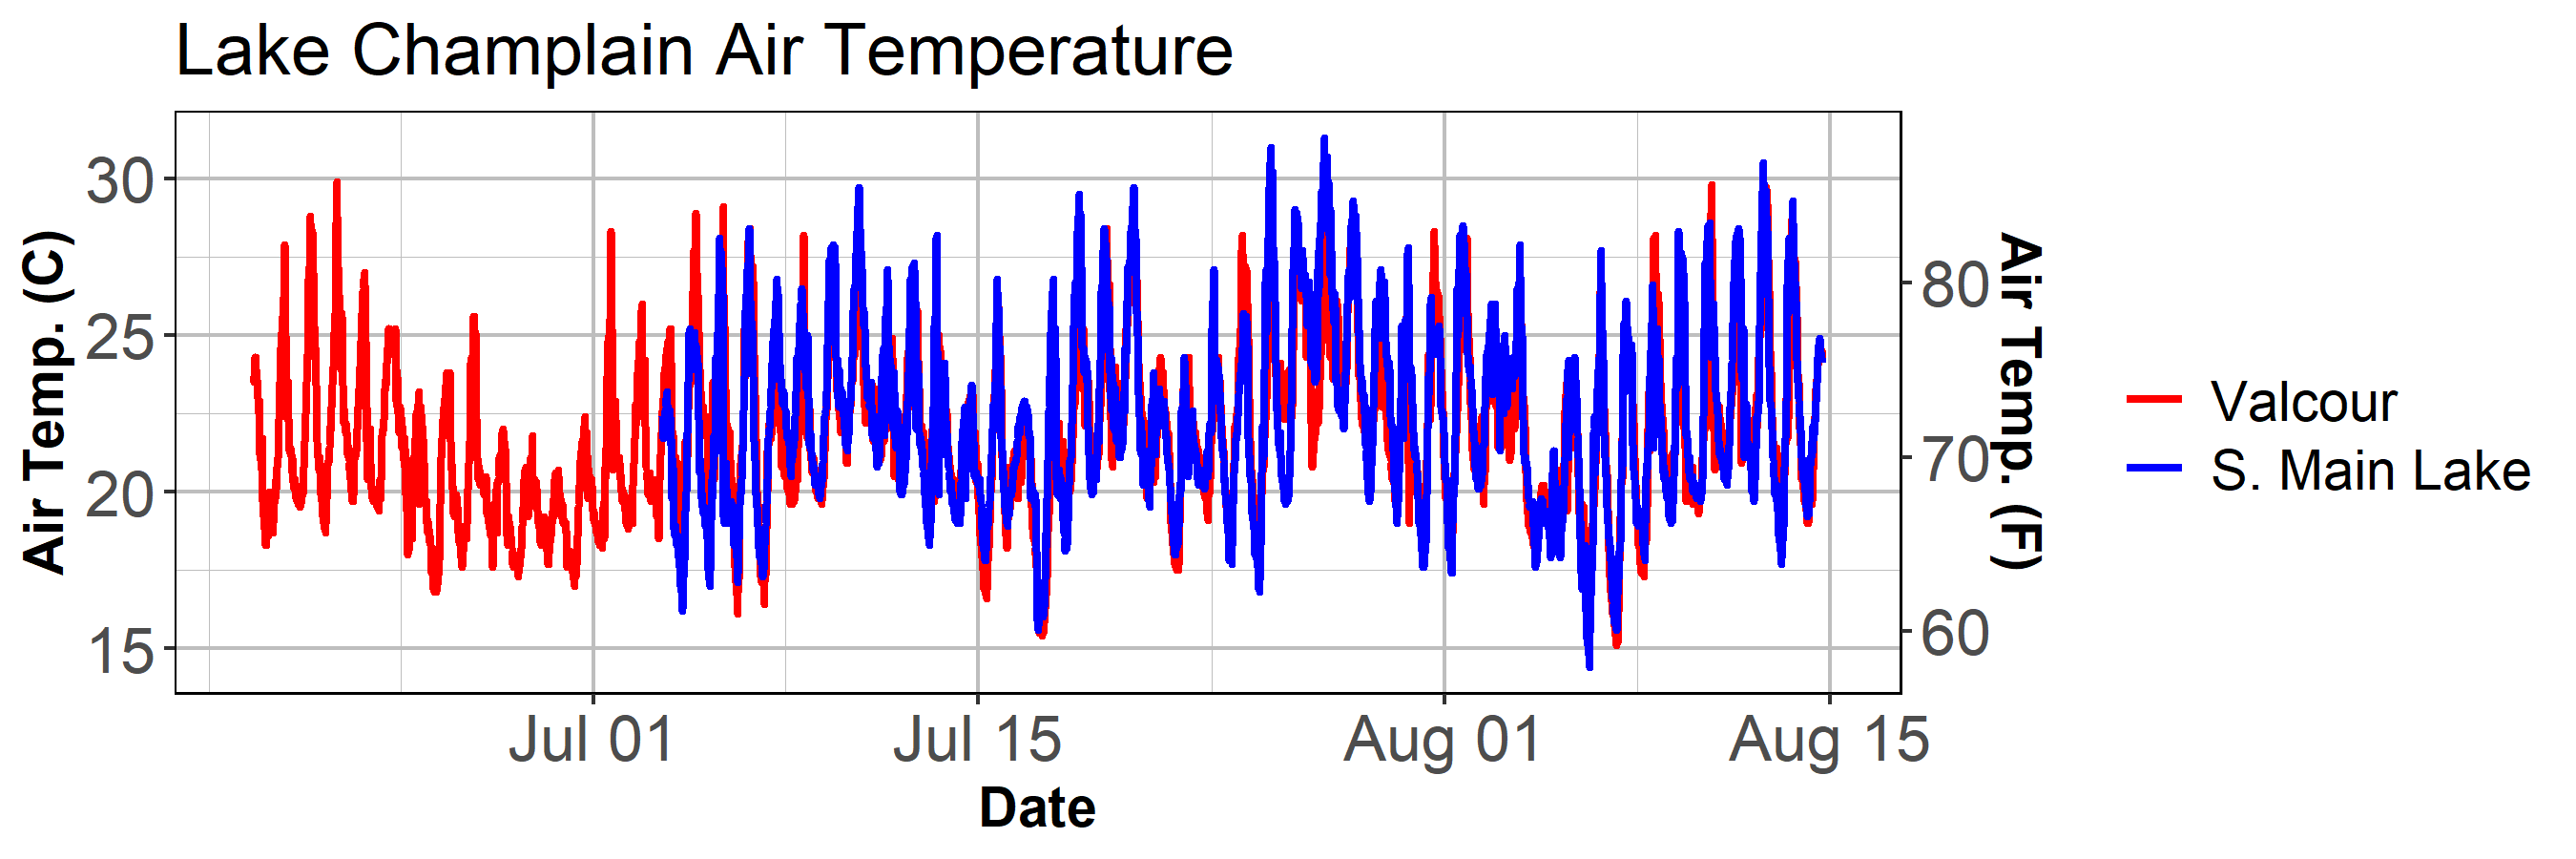 Lake Champlain Air Temperature
Air Temp. (C)
30
25
20
15
80
70
60
Air Temp. (F)
Jul 01
Jul 15
Aug 01
Aug 15
Date
Valcour
S. Main Lake